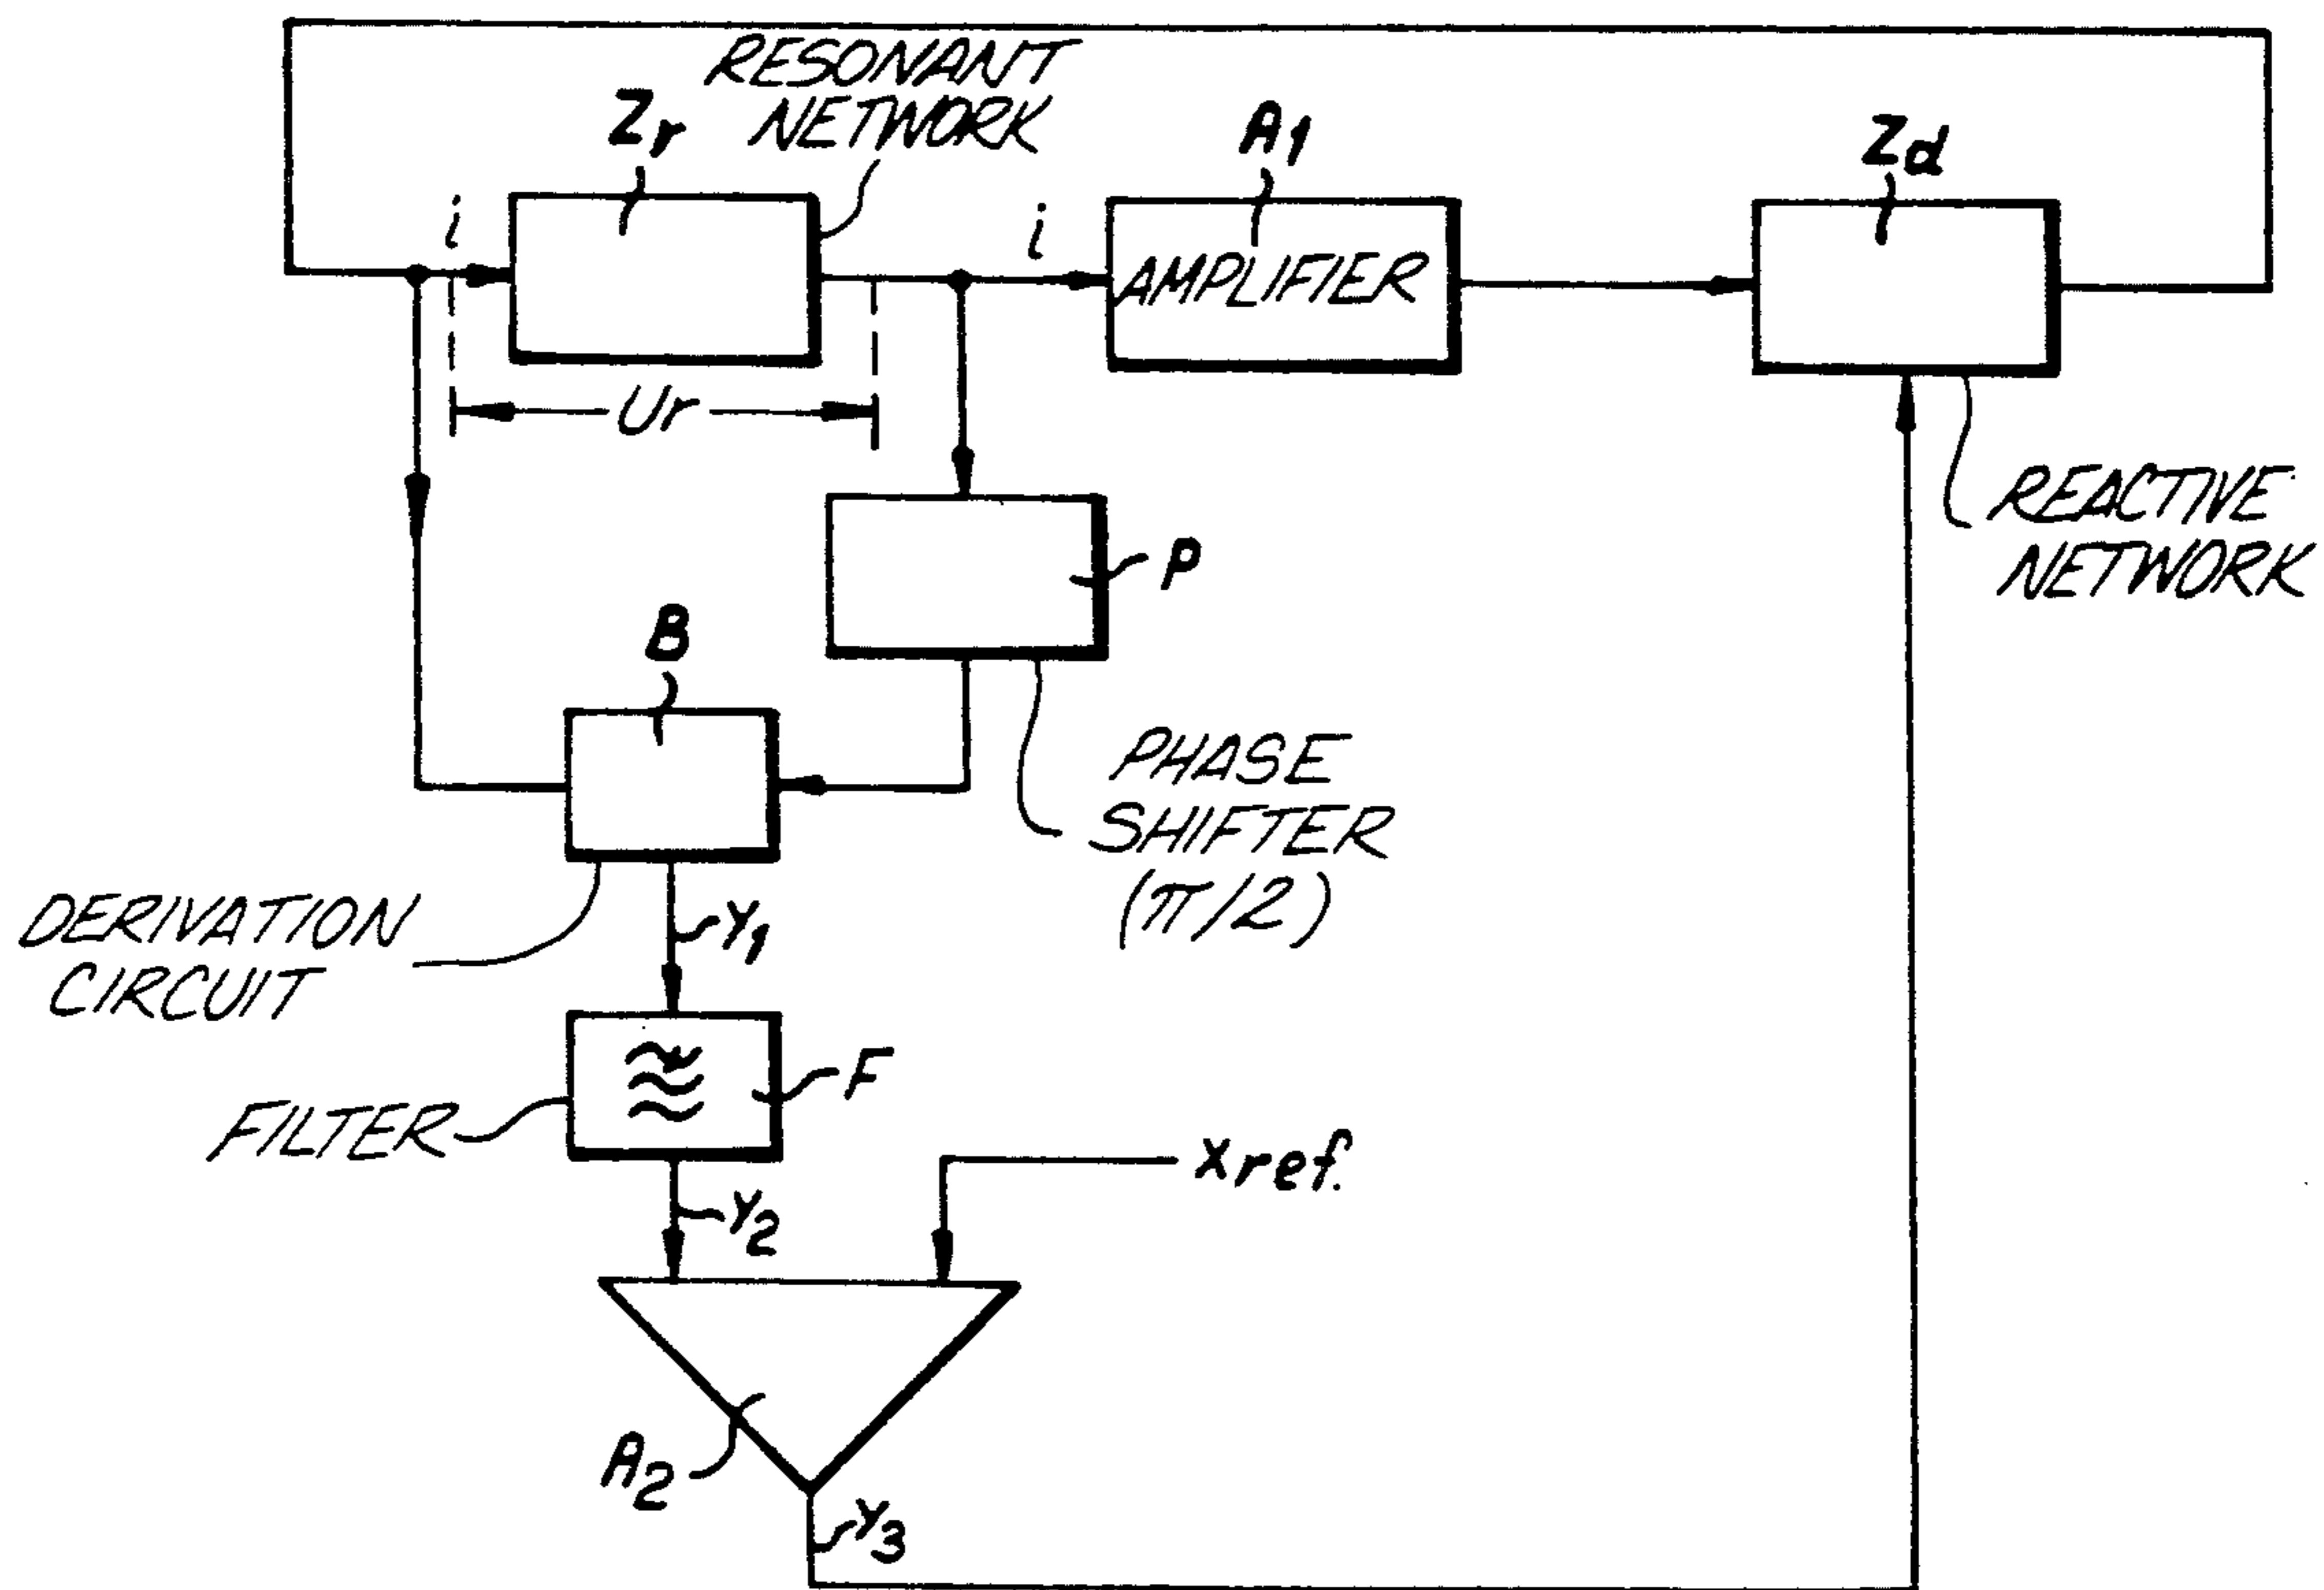 RESONANT
NETWORK
Zr
A1
Zd
i
i
AMPLIFIER
Ur
REACTIVE
NETWORK
P
B
PHASE
SHIFTER
(π/2)
DERIVATION
CIRCUIT
Y1
F
FILTER
Xref.
Y2
A2
Y3